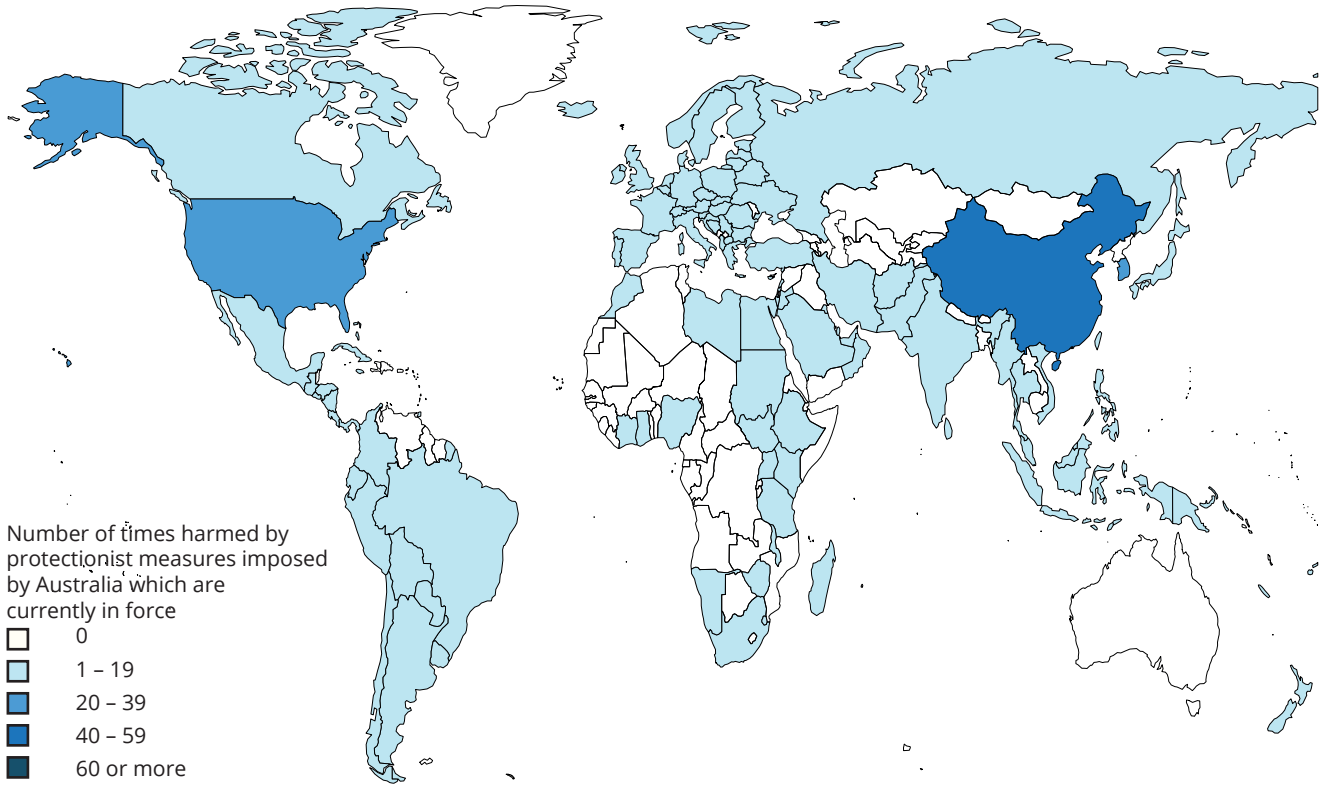 Number of times harmed by
protectionist measures imposed
by Australia which are
currently in force
0
1 – 19
20 – 39
40 – 59
60 or more